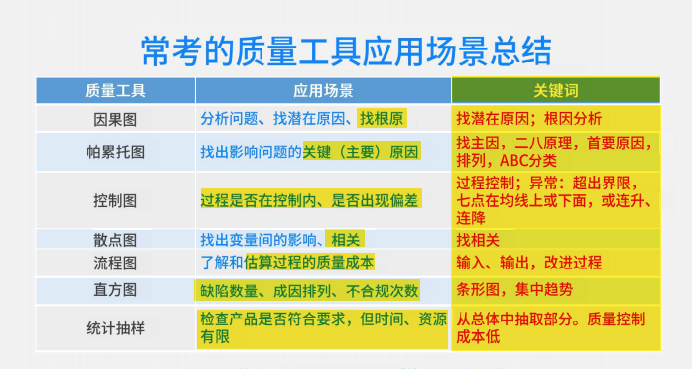 常考的质量工具应用场景总结
质量工具 应用场景 关键词
因果图 分析问题、找潜在原因、找根原 找潜在原因；根因分析
帕累托图 找出影响问题的关键（主要）原因 找主因，二八原理，首要原因，
排列，ABC分类
控制图 过程是否在控制内、是否出现偏差 过程控制；异常：超出界限，
七点在均线上或下面，或连升、
连降
散点图 找出变量间的影响、相关 找相关
流程图 了解和估算过程的质量成本 输入、输出，改进过程
直方图 缺陷数量、成因排列、不合规次数 条形图，集中趋势
统计抽样 检查产品是否符合要求，但时间、资源
有限
从总体中抽取部分。质量控制
成本低